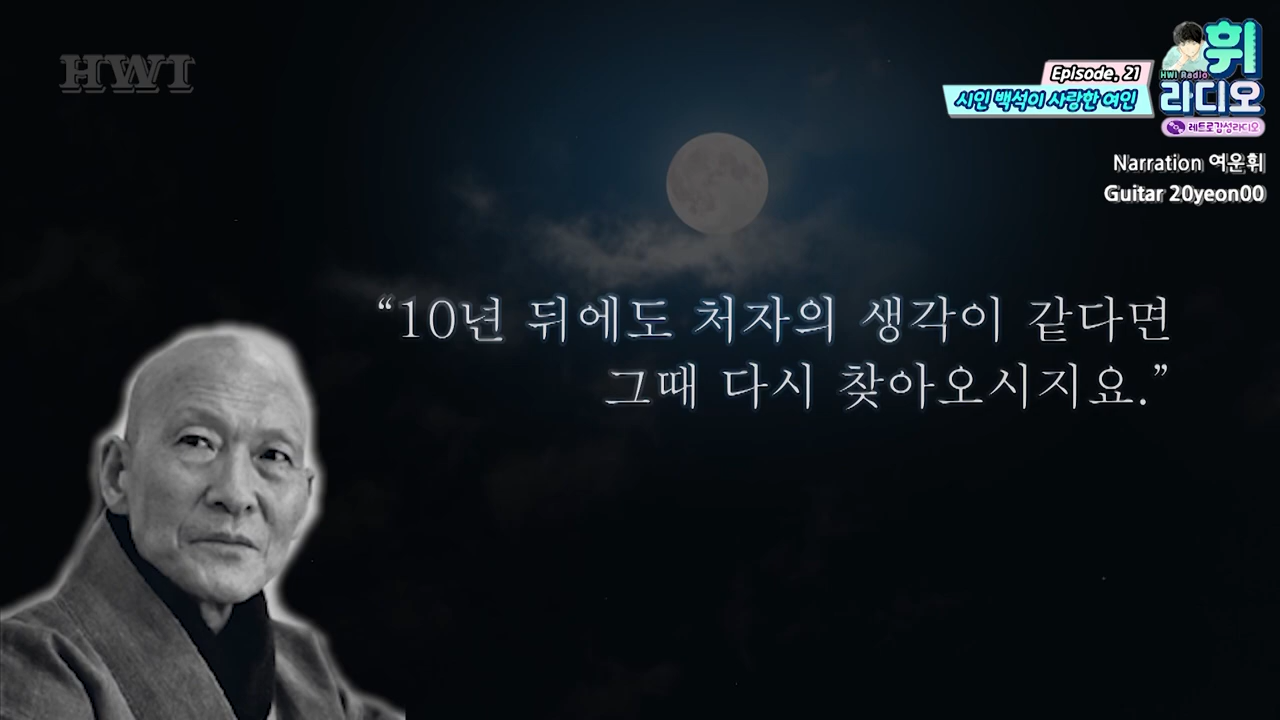 HWI
Episode. 21
시인 백석이 사랑한 여인
휘
HWI Radio
라디오
레트로감성라디오
Narration 여운휘
Guitar 20yeon00
“10년 뒤에도 처자의 생각이 같다면
그때 다시 찾아오시지요.”